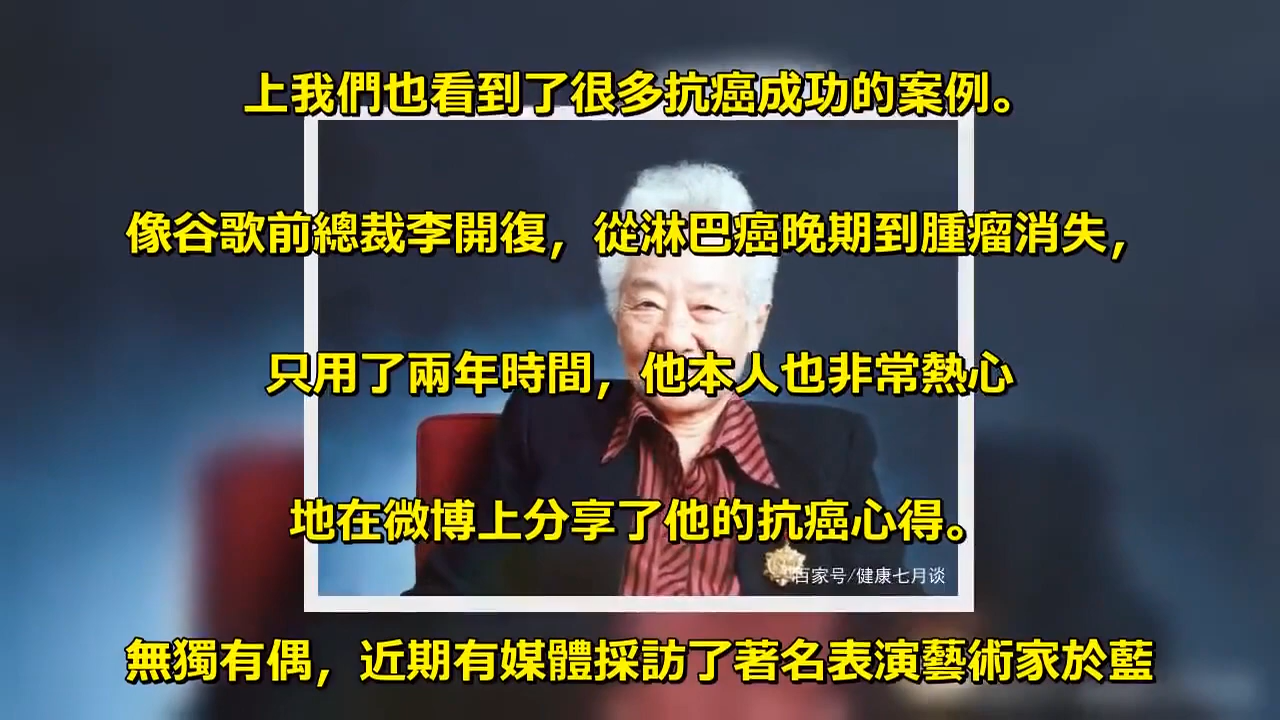 上我們也看到了很多抗癌成功的案例。
像谷歌前總裁李開復，從淋巴癌晚期到腫瘤消失，
只用了兩年時間，他本人也非常熱心
地在微博上分享了他的抗癌心得。
百家号/健康七月谈
無獨有偶，近期有媒體採訪了著名表演藝術家於藍